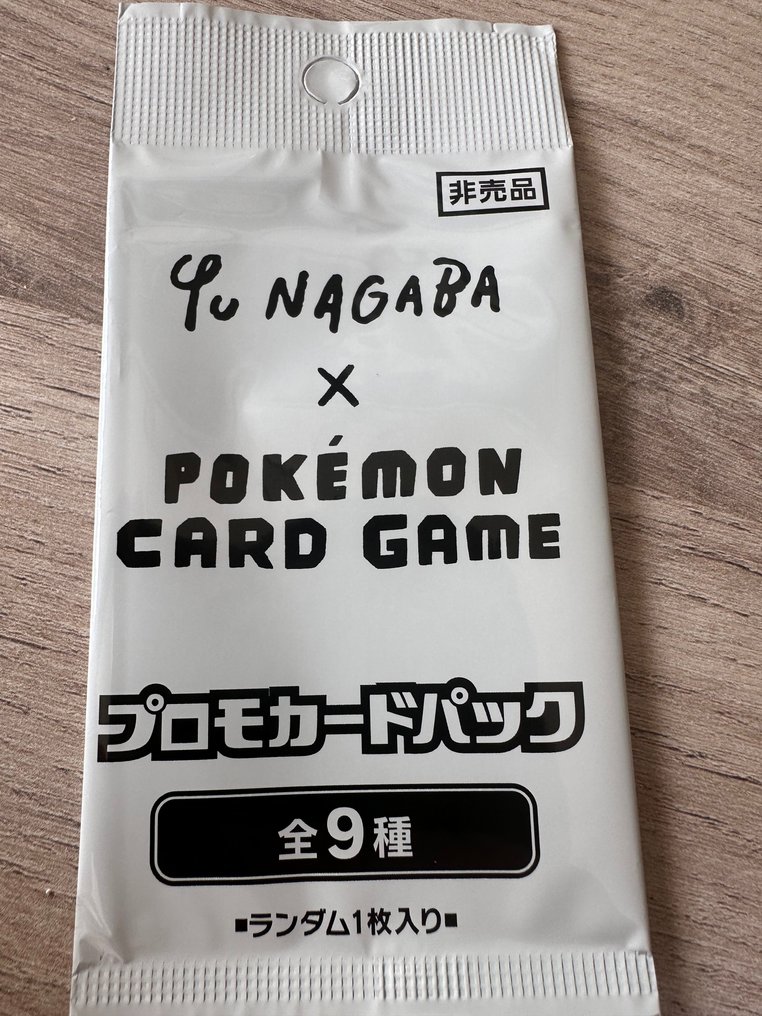 非売品
Yu NAGABA
×
POKÉMON
CARD GAME
プロモカードパック
全9種
■ランダム1枚入り■